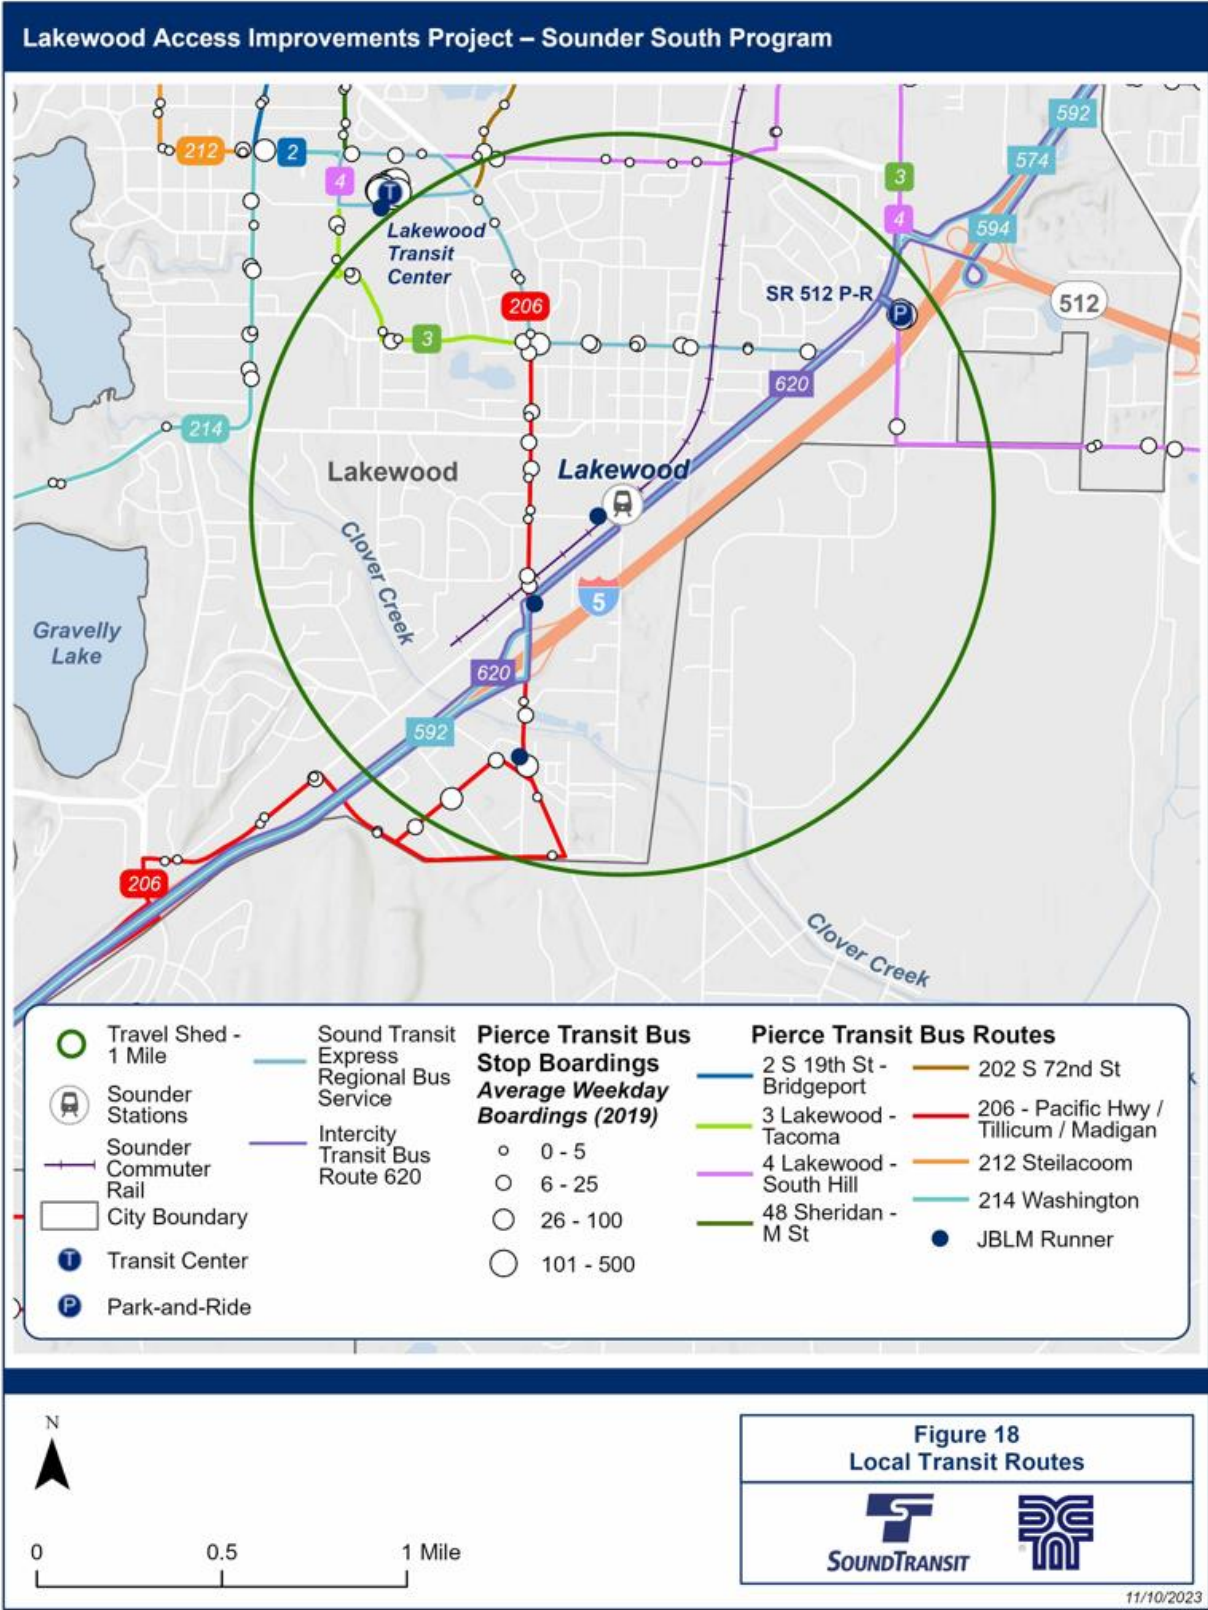 Lakewood Access Improvements Project – Sounder South Program
592
212
2
574
3
4
4
594
Lakewood
Transit
Center
SR 512 P-R
T
P
512
206
3
620
214
Lakewood
Lakewood
Clover Creek
5
Gravelly
Lake
620
592
206
Clover Creek
Travel Shed -
1 Mile
Sounder
Stations
Sounder
Commuter
Rail
City Boundary
T
Transit Center
P
Park-and-Ride
Sound Transit
Express
Regional Bus
Service
Intercity
Transit Bus
Route 620
Pierce Transit Bus
Stop Boardings
Average Weekday
Boardings (2019)
0 - 5
6 - 25
26 - 100
101 - 500
Pierce Transit Bus Routes
2 S 19th St -
Bridgeport
3 Lakewood -
Tacoma
4 Lakewood -
South Hill
48 Sheridan -
M St
202 S 72nd St
206 - Pacific Hwy /
Tillicum / Madigan
212 Steilacoom
214 Washington
JBLM Runner
N
0 0.5 1 Mile
Figure 18
Local Transit Routes
SOUNDTRANSIT
11/10/2023